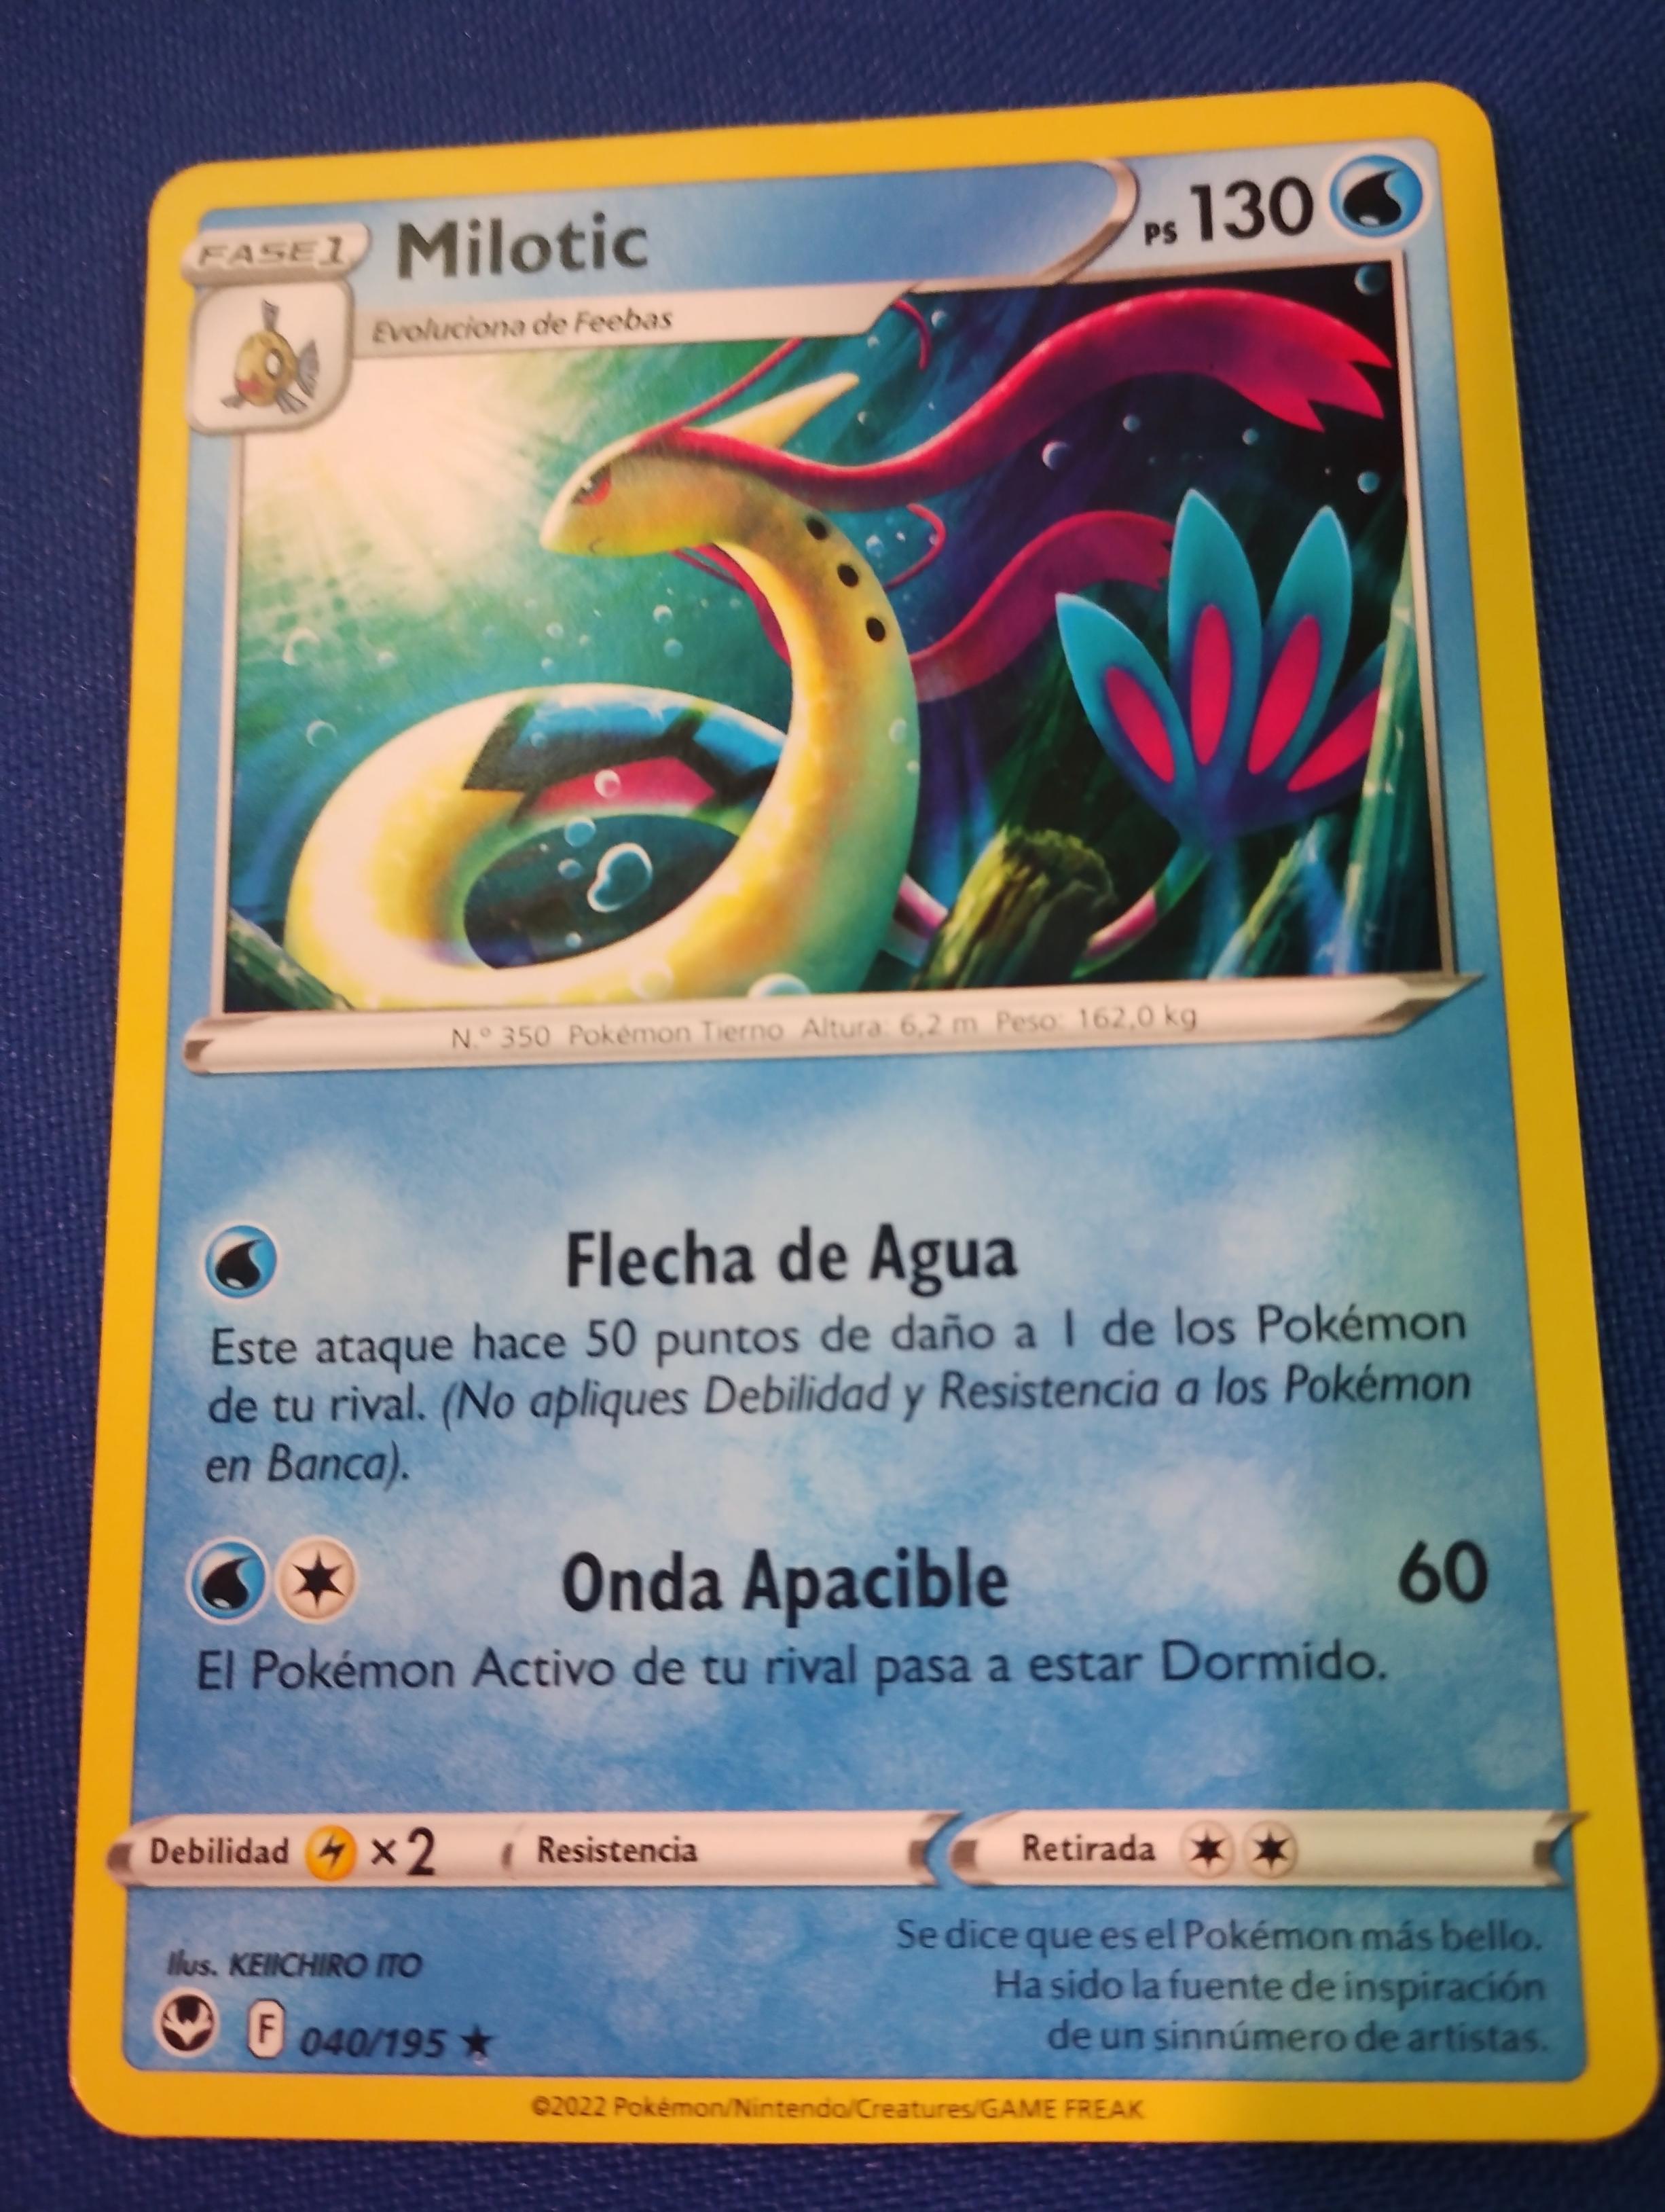 FASE 1 Milotic PS 130
Evoluciona de Feebas
N.º 350 Pokémon Tierno Altura: 6,2 m Peso: 162,0 kg
Flecha de Agua
Este ataque hace 50 puntos de daño a 1 de los Pokémon
de tu rival. (No apliques Debilidad y Resistencia a los Pokémon
en Banca).
Onda Apacible 60
El Pokémon Activo de tu rival pasa a estar Dormido.
Debilidad ×2 Resistencia Retirada
Ilus. KEIICHIRO ITO
F 040/195 ★
Se dice que es el Pokémon más bello.
Ha sido la fuente de inspiración
de un sinnúmero de artistas.
©2022 Pokémon/Nintendo/Creatures/GAME FREAK